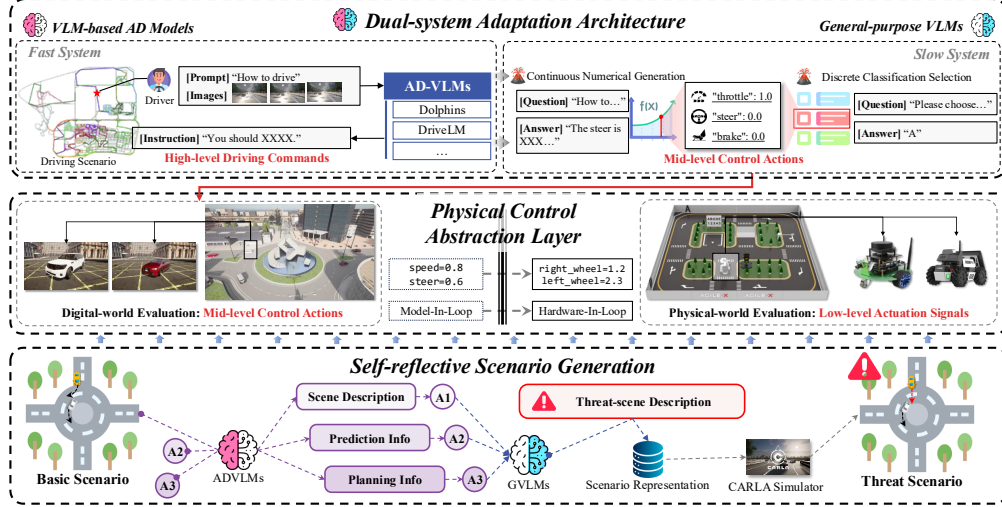 VLM-based AD Models
Dual-system Adaptation Architecture
General-purpose VLMs
Fast System
Driver
[Prompt] “How to drive”
[Images]
[Instruction] “You should XXXX.”
Driving Scenario
High-level Driving Commands
AD-VLMs
Dolphins
DriveLM
…
Slow System
Continuous Numerical Generation
[Question] “How to…”
[Answer] “The steer is
XXX…”
f(X)
"throttle": 1.0
"steer": 0.0
"brake": 0.0
Mid-level Control Actions
Discrete Classification Selection
[Question] “Please choose…”
[Answer] “A”
Physical Control
Abstraction Layer
speed=0.8
steer=0.6
right_wheel=1.2
left_wheel=2.3
Model-In-Loop
Hardware-In-Loop
Digital-world Evaluation: Mid-level Control Actions
Physical-world Evaluation: Low-level Actuation Signals
Self-reflective Scenario Generation
Basic Scenario
A2
A3
ADVLMs
Scene Description
A1
Prediction Info
A2
Planning Info
A3
GVLMs
Threat-scene Description
Scenario Representation
CARLA
CARLA Simulator
Threat Scenario